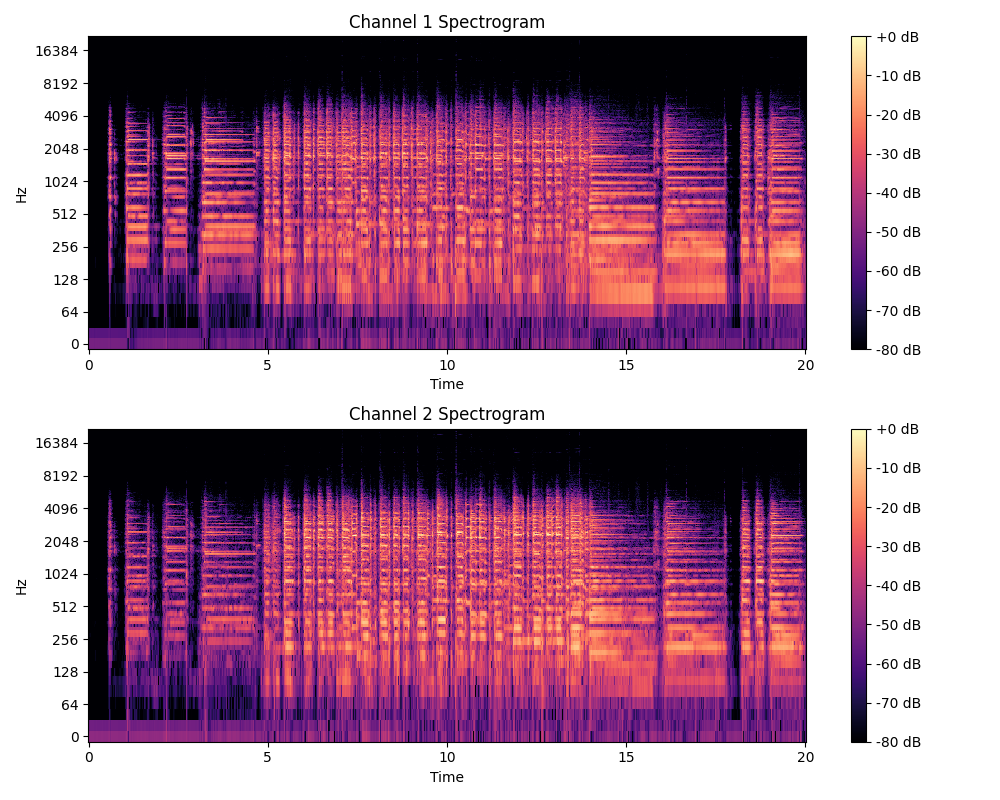 Channel 1 Spectrogram
16384
8192
4096
2048
1024
512
256
128
64
0
Hz
0 5 10 15 20
Time
+0 dB
-10 dB
-20 dB
-30 dB
-40 dB
-50 dB
-60 dB
-70 dB
-80 dB
Channel 2 Spectrogram
16384
8192
4096
2048
1024
512
256
128
64
0
Hz
0 5 10 15 20
Time
+0 dB
-10 dB
-20 dB
-30 dB
-40 dB
-50 dB
-60 dB
-70 dB
-80 dB